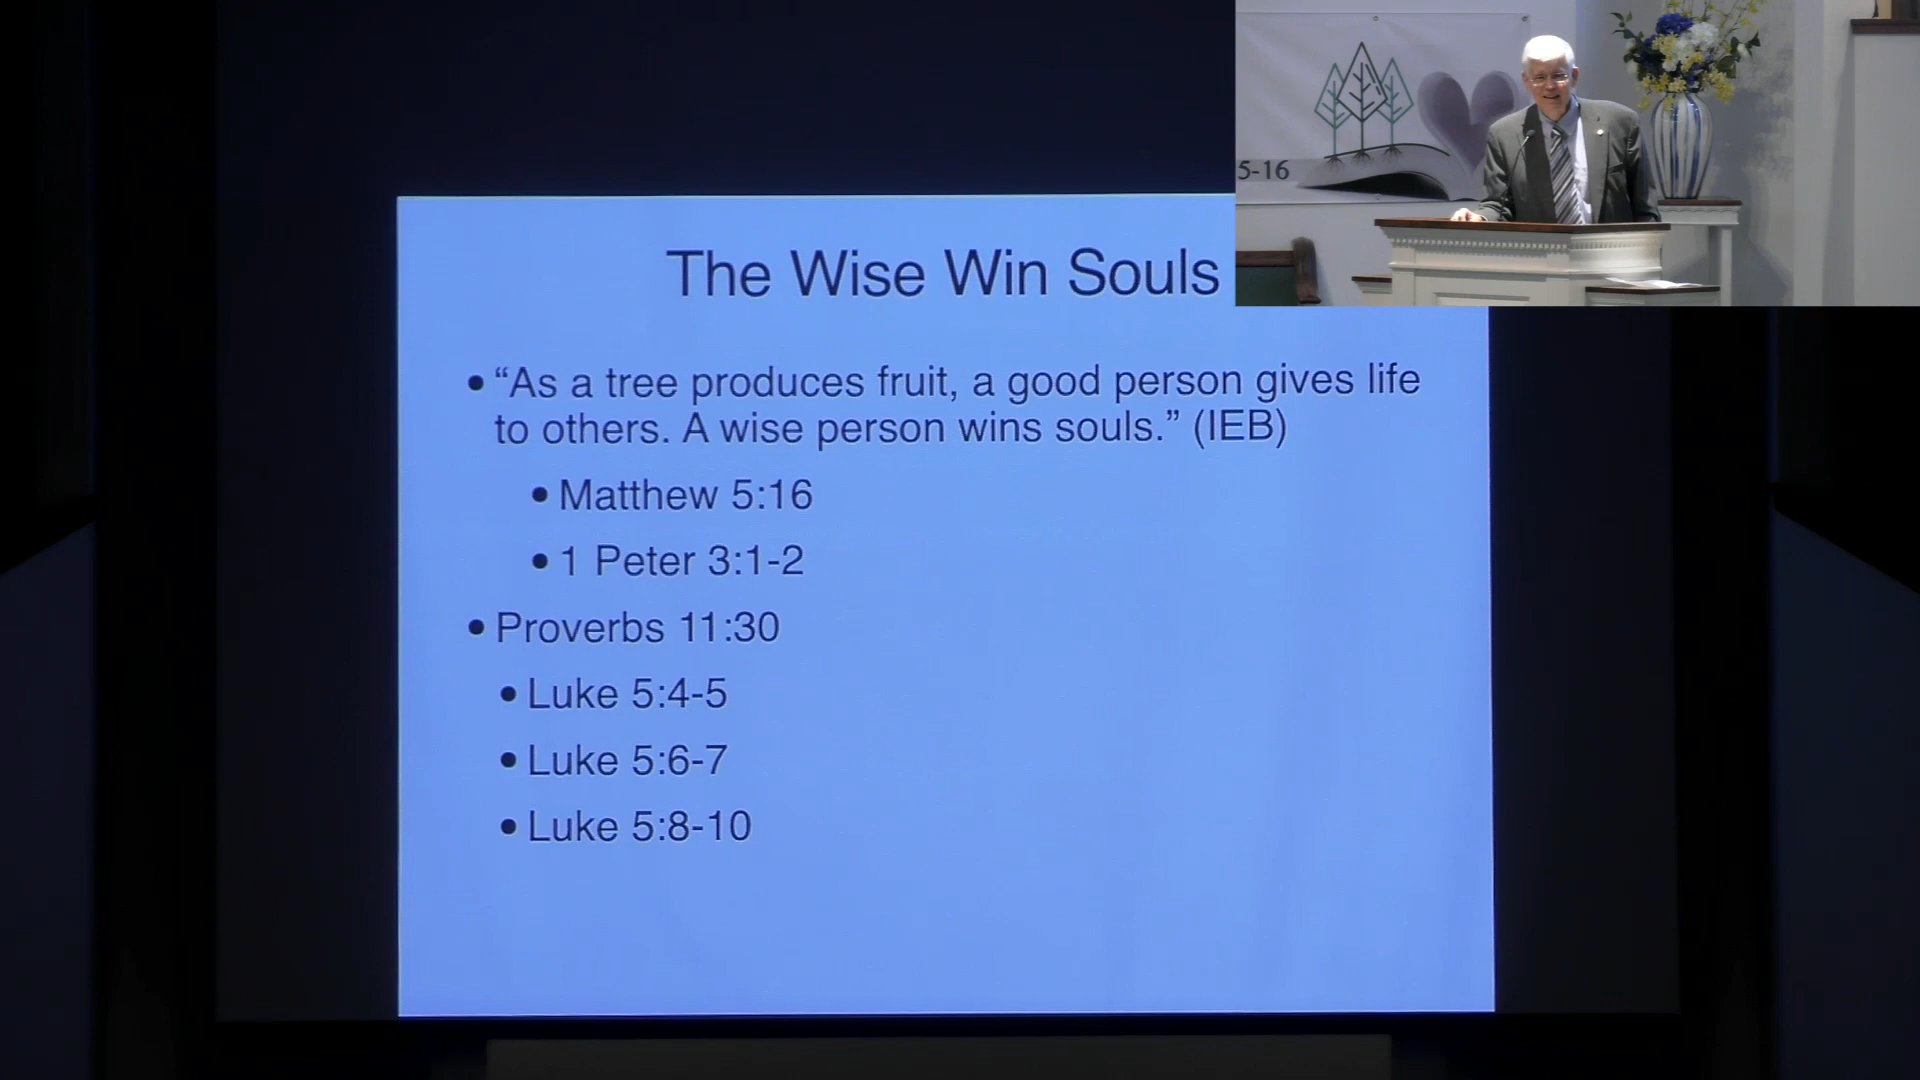 The Wise Win Souls
• “As a tree produces fruit, a good person gives life
to others. A wise person wins souls.” (IEB)
• Matthew 5:16
• 1 Peter 3:1-2
• Proverbs 11:30
• Luke 5:4-5
• Luke 5:6-7
• Luke 5:8-10
5-16